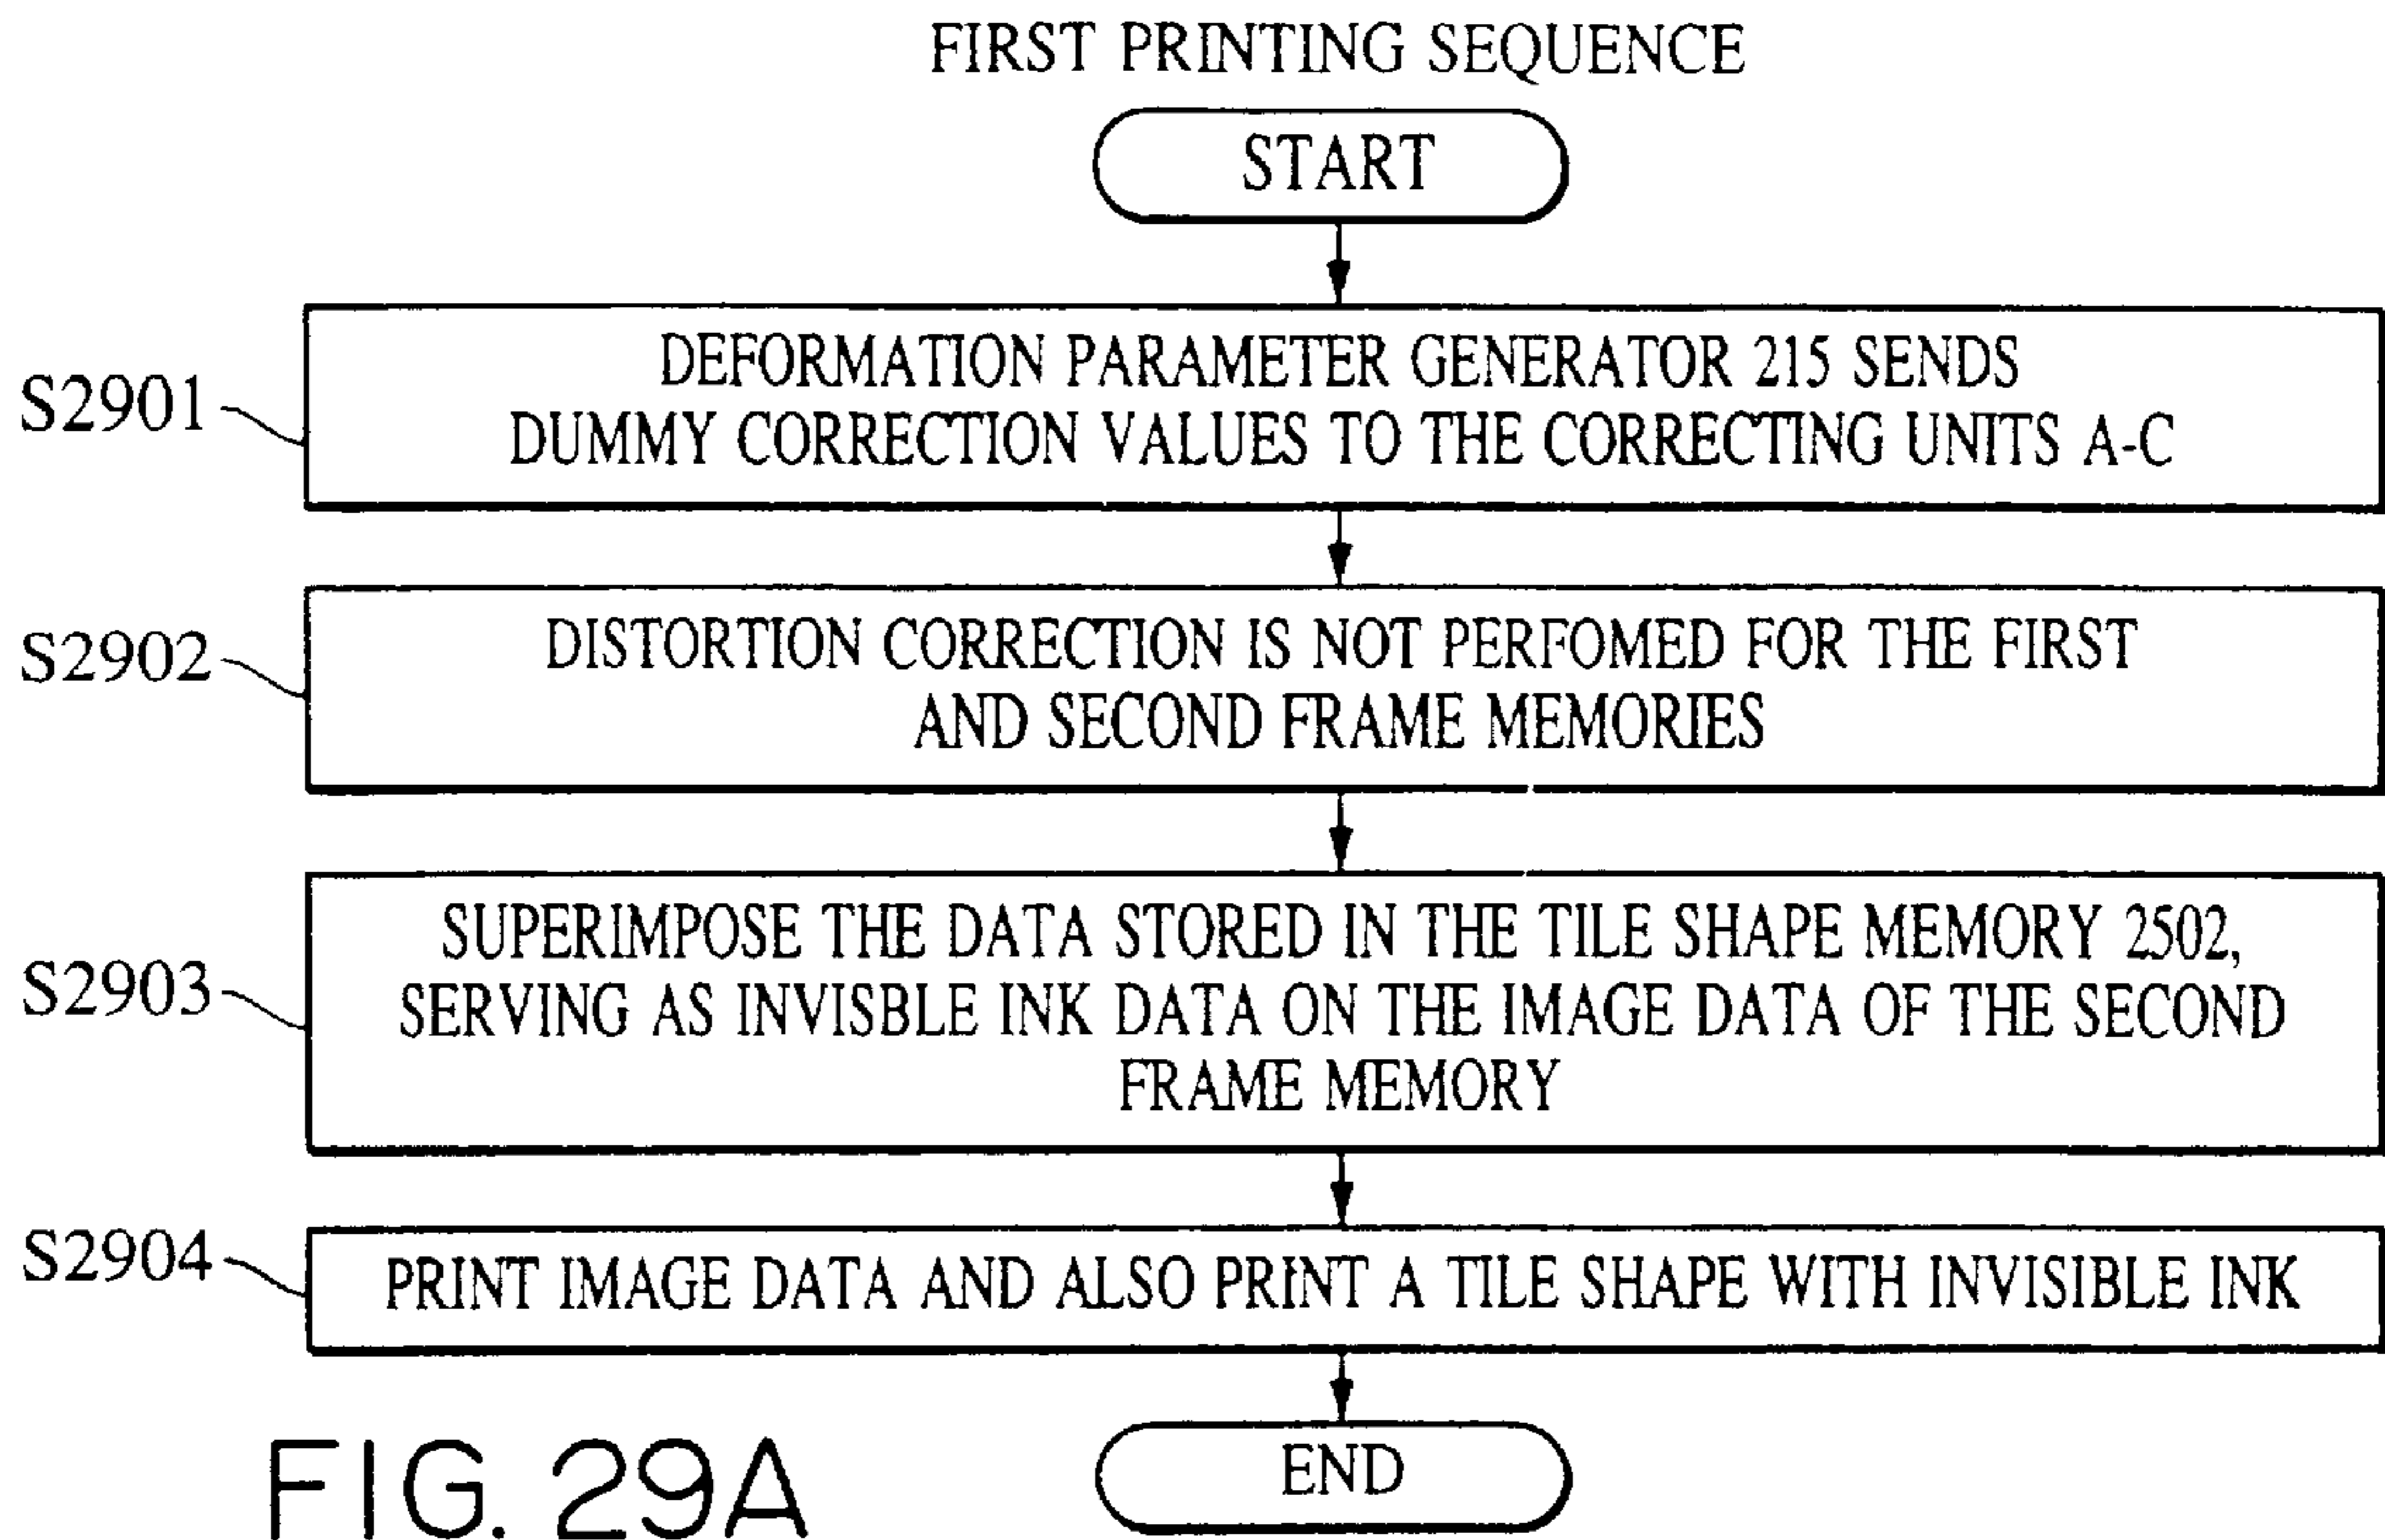 FIRST PRINTING SEQUENCE
START
S2901
DEFORMATION PARAMETER GENERATOR 215 SENDS
DUMMY CORRECTION VALUES TO THE CORRECTING UNITS A-C
S2902
DISTORTION CORRECTION IS NOT PERFOMED FOR THE FIRST
AND SECOND FRAME MEMORIES
S2903
SUPERIMPOSE THE DATA STORED IN THE TILE SHAPE MEMORY 2502,
SERVING AS INVISBLE INK DATA ON THE IMAGE DATA OF THE SECOND
FRAME MEMORY
S2904
PRINT IMAGE DATA AND ALSO PRINT A TILE SHAPE WITH INVISIBLE INK
END
FIG. 29A